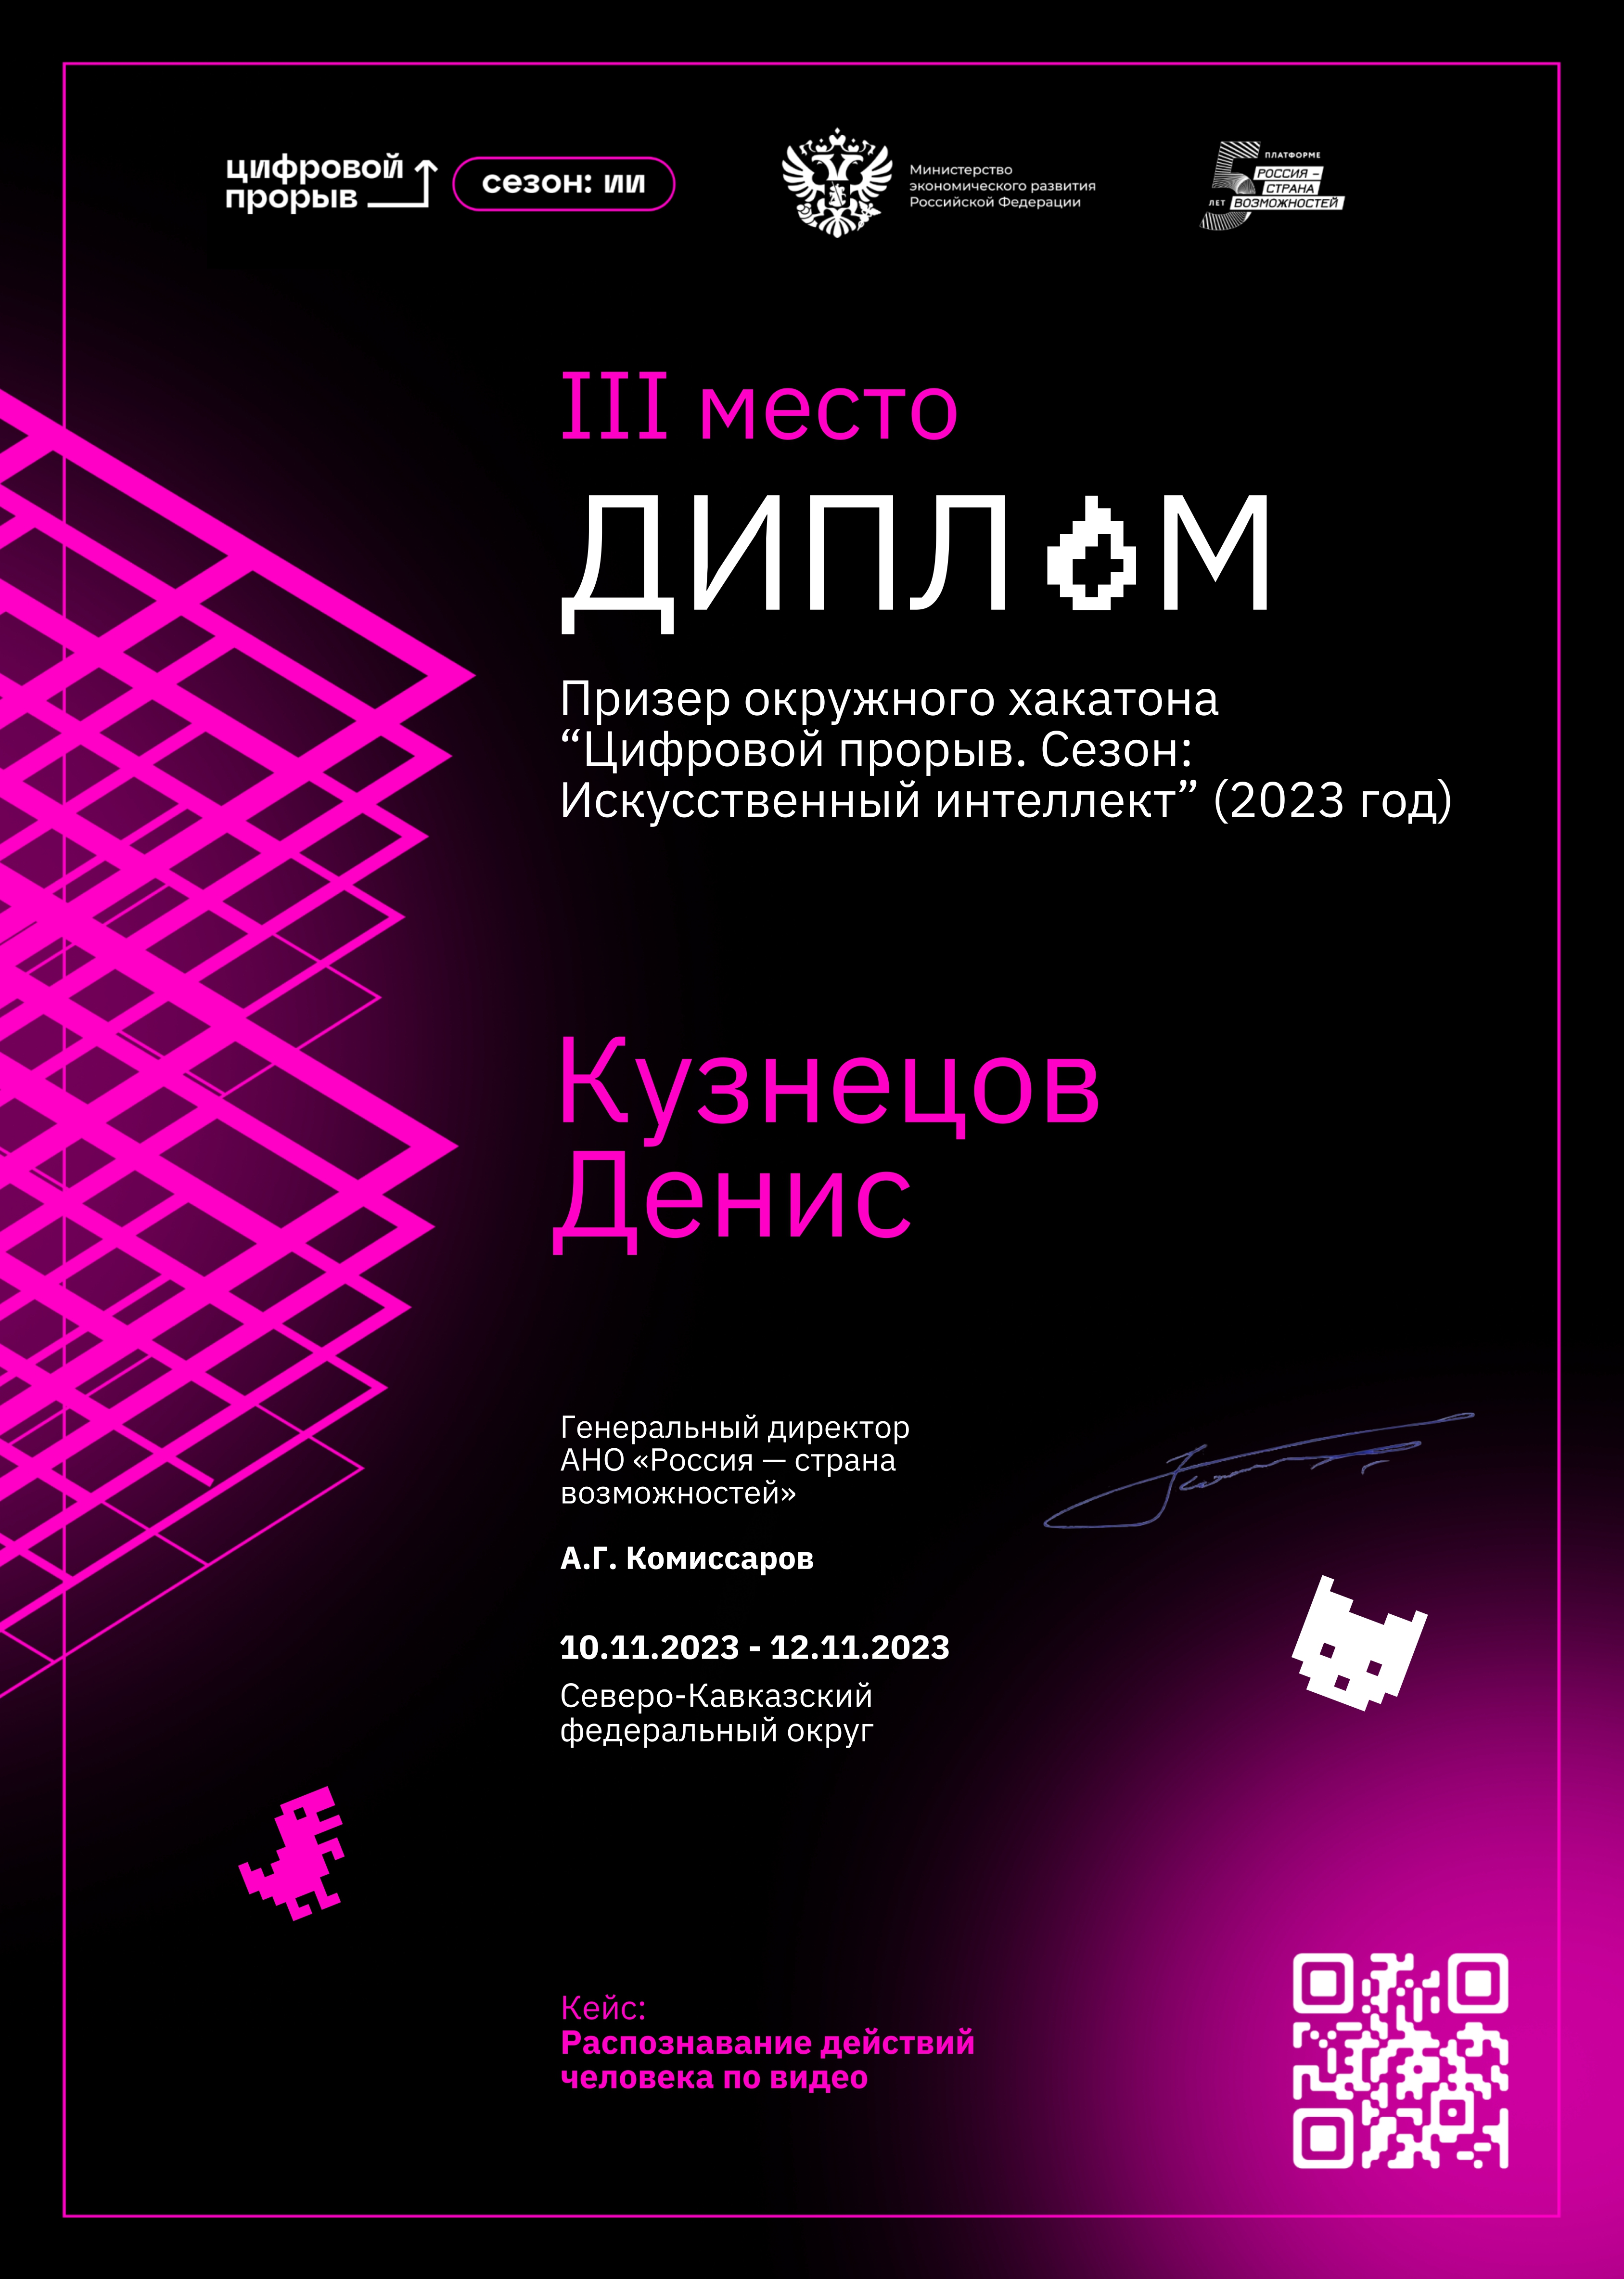 цифровой
прорыв
сезон: ии
Министерство
экономического развития
Российской Федерации
5
ПЛАТФОРМЕ
РОССИЯ –
СТРАНА
ЛЕТ ВОЗМОЖНОСТЕЙ
III место
ДИПЛОМ
Призер окружного хакатона
“Цифровой прорыв. Сезон:
Искусственный интеллект” (2023 год)
Кузнецов
Денис
Генеральный директор
АНО «Россия — страна
возможностей»
А.Г. Комиссаров
10.11.2023 - 12.11.2023
Северо-Кавказский
федеральный округ
Кейс:
Распознавание действий
человека по видео